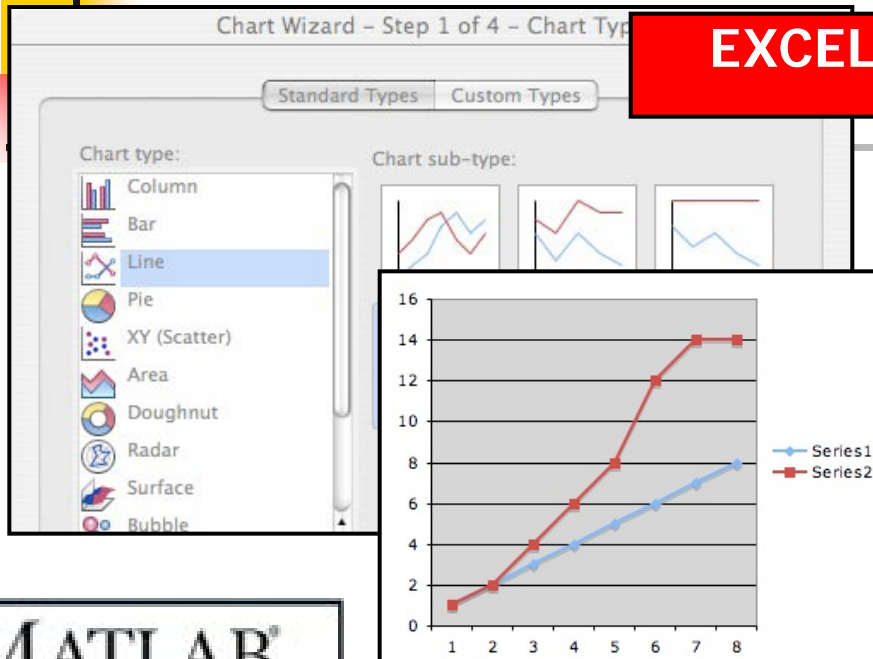 Chart Wizard – Step 1 of 4 – Chart Typ
EXCEL
Standard Types Custom Types
Chart type:
Chart sub-type:
Column
Bar
Line
Pie
XY (Scatter)
Area
Doughnut
Radar
Surface
Bubble
16
14
12
10
8
6
4
2
0
1 2 3 4 5 6 7 8
Series1
Series2
MATLAB®